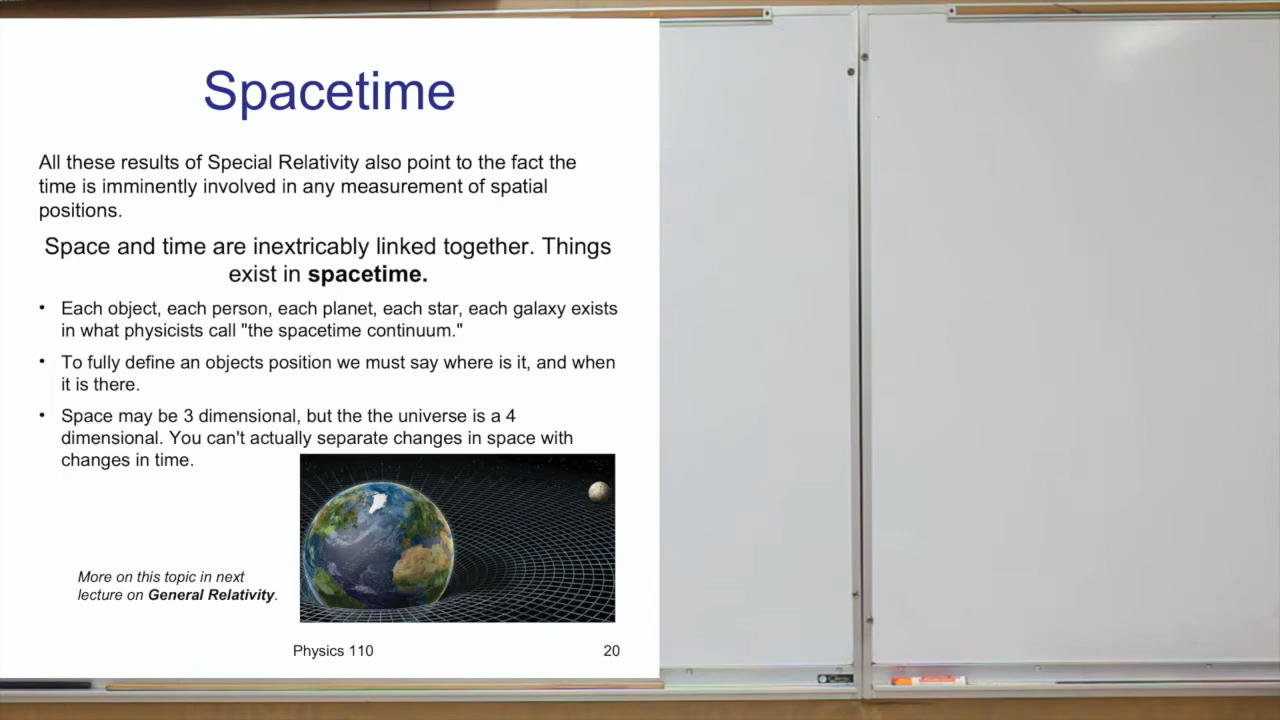 Spacetime
All these results of Special Relativity also point to the fact the
time is imminently involved in any measurement of spatial
positions.
Space and time are inextricably linked together. Things
exist in spacetime.
• Each object, each person, each planet, each star, each galaxy exists
in what physicists call "the spacetime continuum."
• To fully define an objects position we must say where is it, and when
it is there.
• Space may be 3 dimensional, but the the universe is a 4
dimensional. You can't actually separate changes in space with
changes in time.
More on this topic in next
lecture on General Relativity.
Physics 110
20